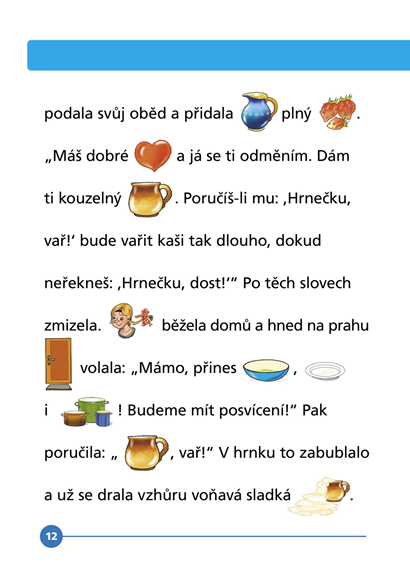 podala svůj oběd a přidala plný .
„Máš dobré a já se ti odměním. Dám
ti kouzelný . Poručíš-li mu: ‚Hrnečku,
vař!‘ bude vařit kaši tak dlouho, dokud
neřekneš: ‚Hrnečku, dost!‘“ Po těch slovech
zmizela. běžela domů a hned na prahu
volala: „Mámo, přines ,
i ! Budeme mít posvícení!“ Pak
poručila: „ , vař!“ V hrnku to zabublalo
a už se drala vzhůru voňavá sladká .
12